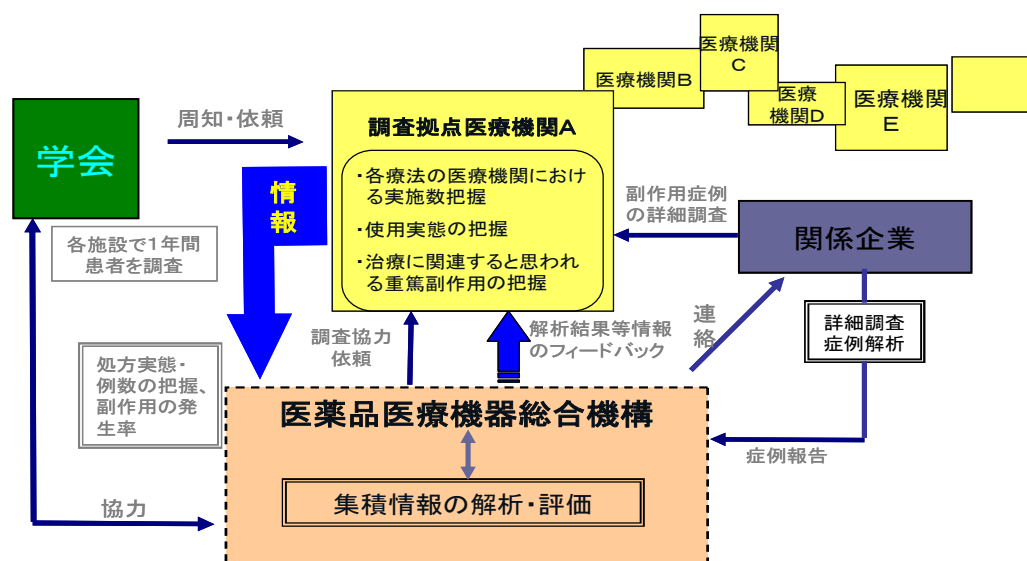 医療機関B
医療機関
C
医療
機関D
医療機関
E
学会
周知・依頼
調査拠点医療機関A
・各療法の医療機関におけ
る実施数把握
・使用実態の把握
・治療に関連すると思われ
る重篤副作用の把握
情
報
副作用症例
の詳細調査
関係企業
各施設で1年間
患者を調査
調査協力
依頼
解析結果等情報
のフィードバック
連
絡
詳細調査
症例解析
処方実態・
例数の把握、
副作用の発
生率
医薬品医療機器総合機構
症例報告
集積情報の解析・評価
協力